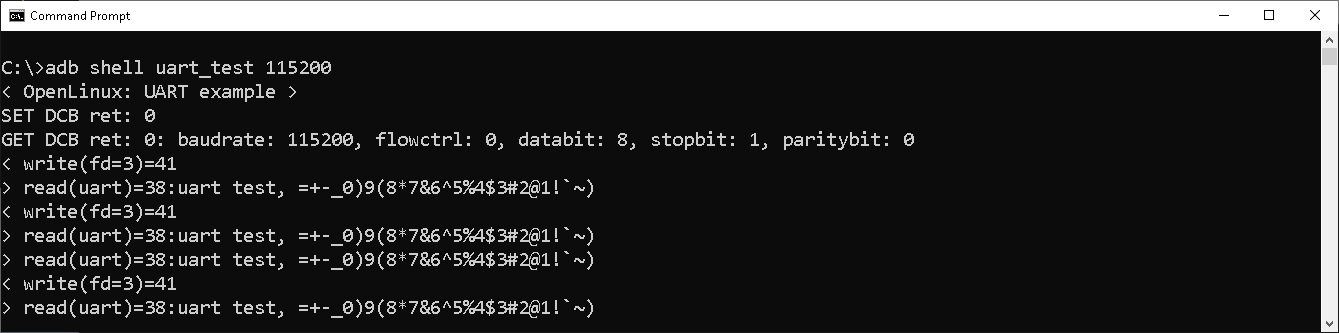 Command Prompt
C:\>adb shell uart_test 115200
< OpenLinux: UART example >
SET DCB ret: 0
GET DCB ret: 0: baudrate: 115200, flowctrl: 0, databit: 8, stopbit: 1, paritybit: 0
< write(fd=3)=41
> read(uart)=38:uart test, =+-_0)9(8*7&6^5%4$3#2@1!`~)
< write(fd=3)=41
> read(uart)=38:uart test, =+-_0)9(8*7&6^5%4$3#2@1!`~)
> read(uart)=38:uart test, =+-_0)9(8*7&6^5%4$3#2@1!`~)
< write(fd=3)=41
> read(uart)=38:uart test, =+-_0)9(8*7&6^5%4$3#2@1!`~)